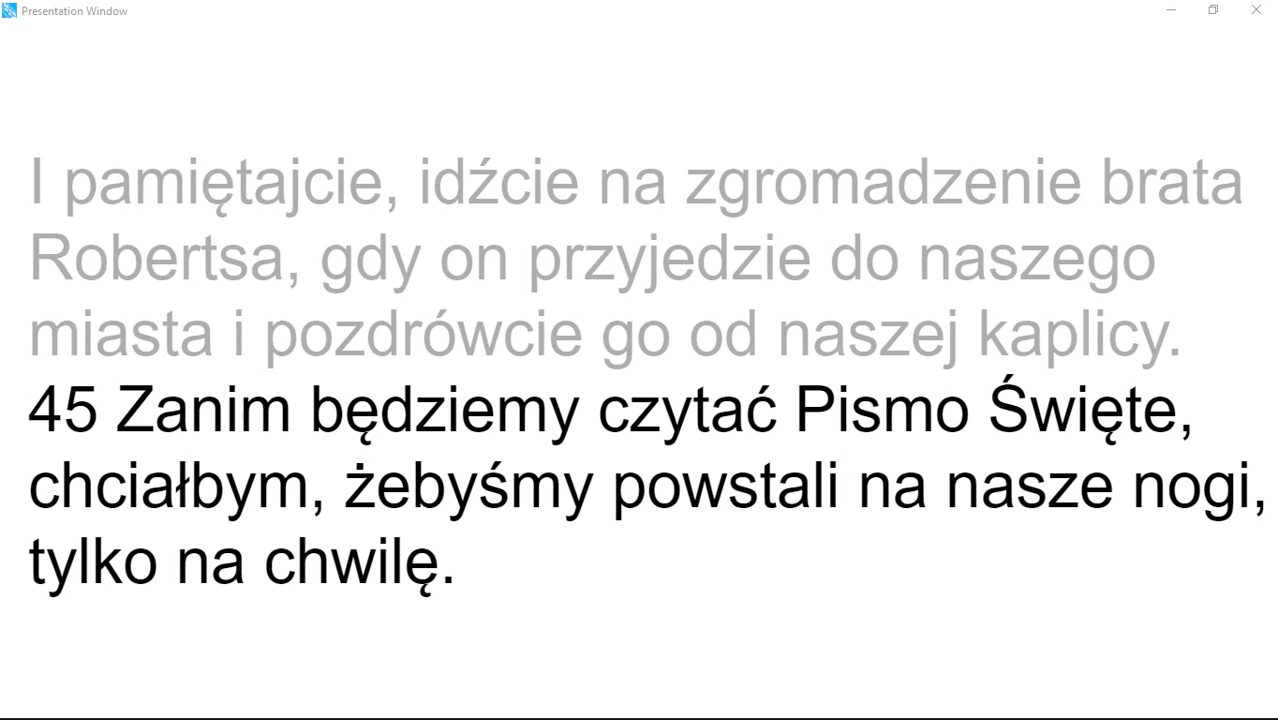 Presentation Window
I pamiętajcie, idźcie na zgromadzenie brata
Robertsa, gdy on przyjedzie do naszego
miasta i pozdrówcie go od naszej kaplicy.
45 Zanim będziemy czytać Pismo Święte,
chciałbym, żebyśmy powstali na nasze nogi,
tylko na chwilę.